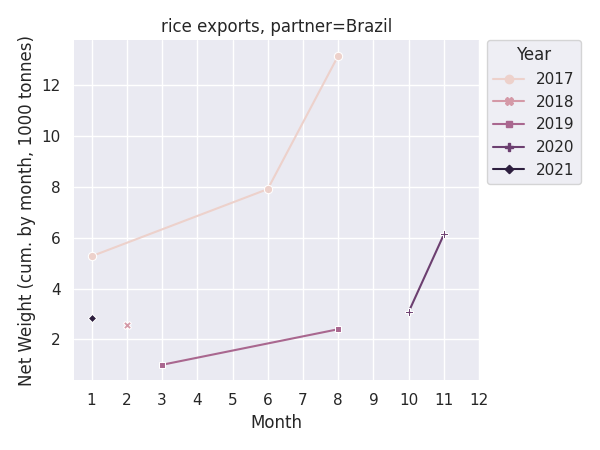 rice exports, partner=Brazil
Net Weight (cum. by month, 1000 tonnes)
12
10
8
6
4
2
1 2 3 4 5 6 7 8 9 10 11 12
Month
Year
2017
2018
2019
2020
2021